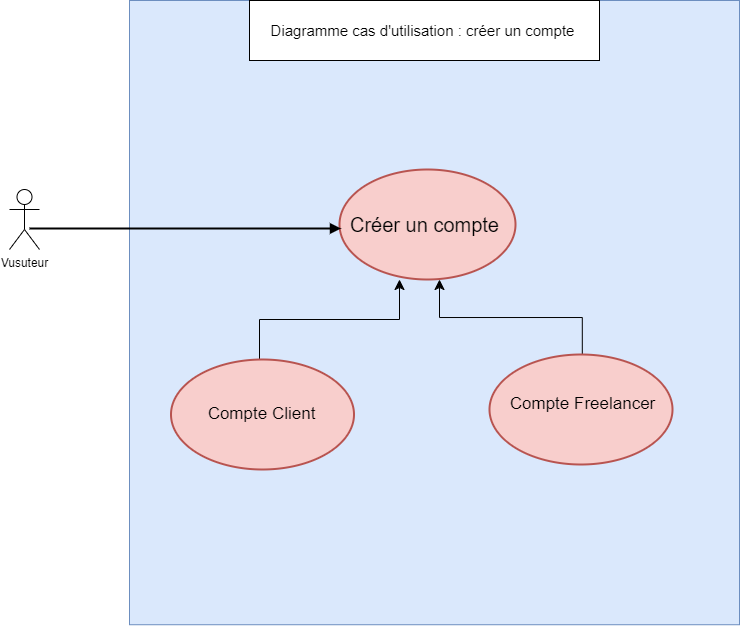 Diagramme cas d'utilisation : créer un compte
Créer un compte
Vusuteur
Compte Client
Compte Freelancer